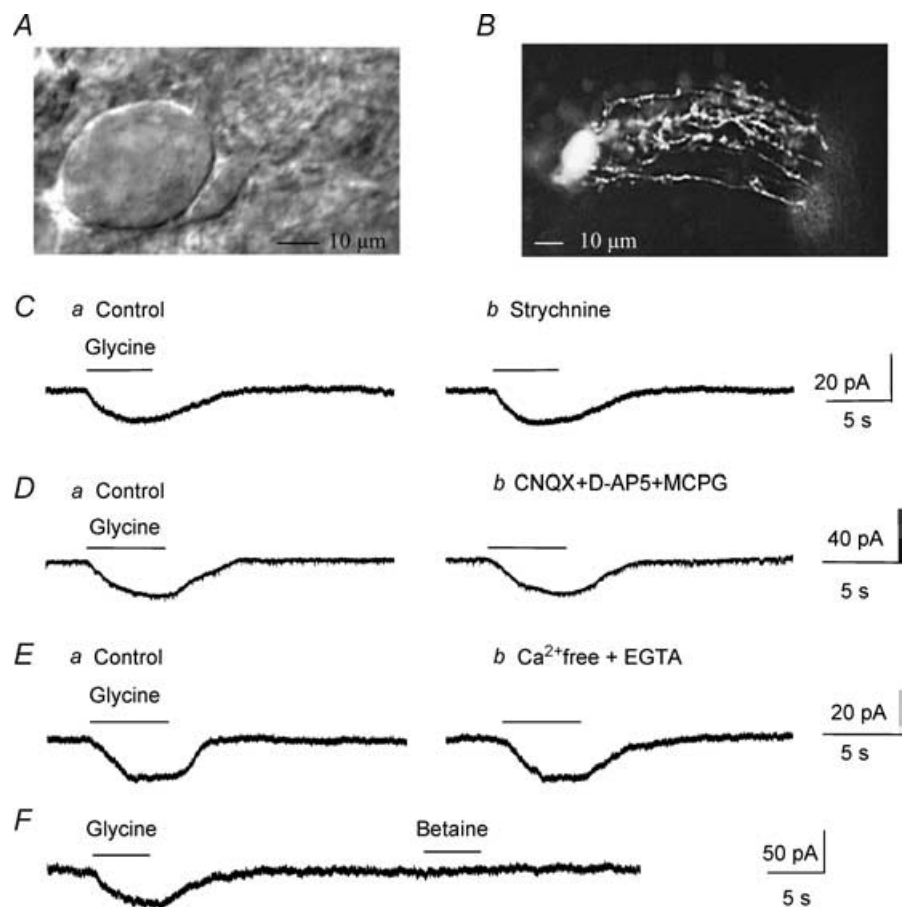 A
B
10 μm
10 μm
C
a Control
b Strychnine
Glycine
20 pA
5 s
D
a Control
b CNQX+D-AP5+MCPG
Glycine
40 pA
5 s
E
a Control
b Ca²⁺free + EGTA
Glycine
20 pA
5 s
F
Glycine
Betaine
50 pA
5 s